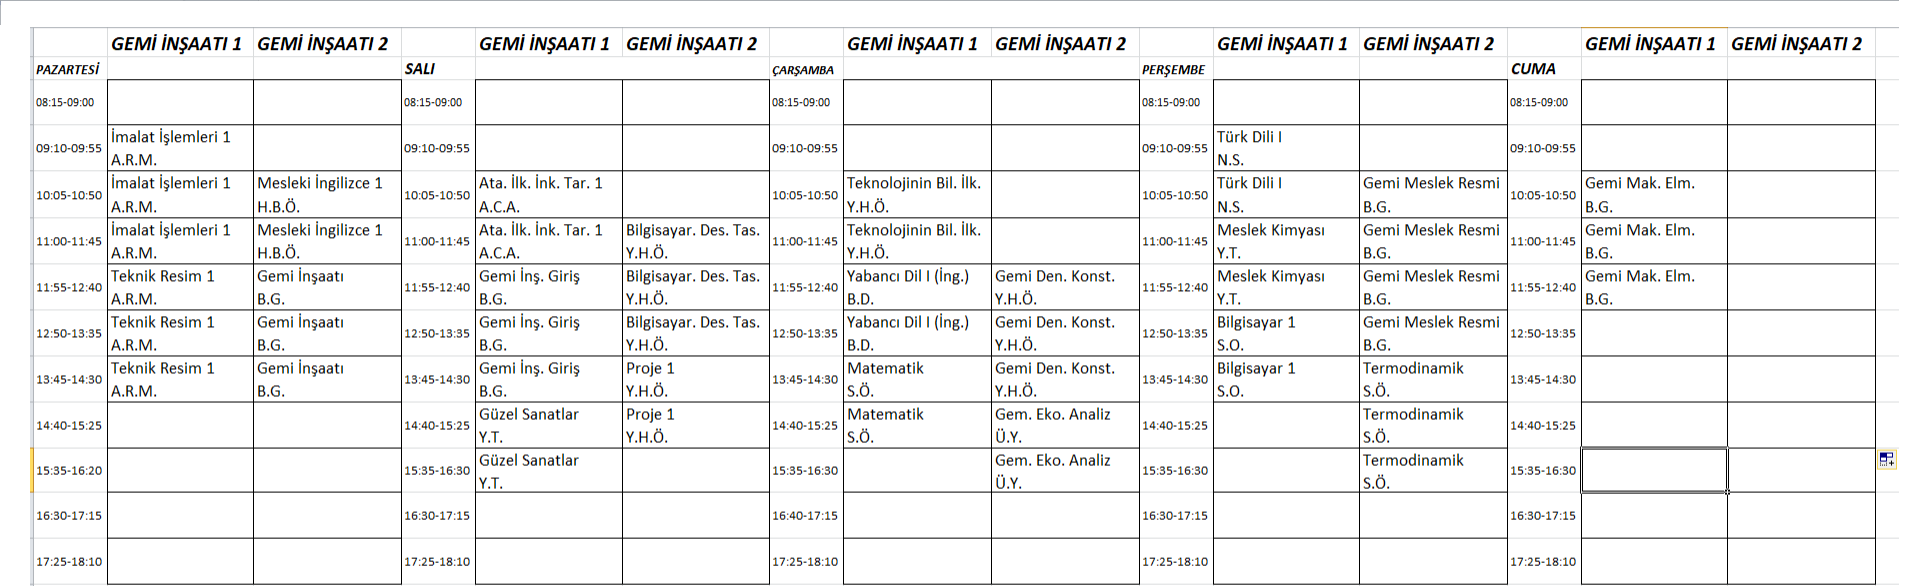 GEMİ İNŞAATI 1 GEMİ İNŞAATI 2 GEMİ İNŞAATI 1 GEMİ İNŞAATI 2 GEMİ İNŞAATI 1 GEMİ İNŞAATI 2 GEMİ İNŞAATI 1 GEMİ İNŞAATI 2 GEMİ İNŞAATI 1 GEMİ İNŞAATI 2
PAZARTESİ SALI ÇARŞAMBA PERŞEMBE CUMA
08:15-09:00 08:15-09:00 08:15-09:00 08:15-09:00 08:15-09:00
İmalat İşlemleri 1 Türk Dili I
09:10-09:55 09:10-09:55 09:10-09:55 09:10-09:55 09:10-09:55
A.R.M. N.S.
İmalat İşlemleri 1 Mesleki İngilizce 1 Ata. İlk. İnk. Tar. 1 Teknolojinin Bil. İlk. Türk Dili I Gemi Meslek Resmi Gemi Mak. Elm.
10:05-10:50 10:05-10:50 10:05-10:50 10:05-10:50 10:05-10:50
A.R.M. H.B.Ö. A.C.A. Y.H.Ö. N.S. B.G. B.G.
İmalat İşlemleri 1 Mesleki İngilizce 1 Ata. İlk. İnk. Tar. 1 Bilgisayar. Des. Tas. Teknolojinin Bil. İlk. Meslek Kimyası Gemi Meslek Resmi Gemi Mak. Elm.
11:00-11:45 11:00-11:45 11:00-11:45 11:00-11:45 11:00-11:45
A.R.M. H.B.Ö. A.C.A. Y.H.Ö. Y.H.Ö. Y.T. B.G. B.G.
Teknik Resim 1 Gemi İnşaatı Gemi İnş. Giriş Bilgisayar. Des. Tas. Yabancı Dil I (İng.) Gemi Den. Konst. Meslek Kimyası Gemi Meslek Resmi Gemi Mak. Elm.
11:55-12:40 11:55-12:40 11:55-12:40 11:55-12:40 11:55-12:40
A.R.M. B.G. B.G. Y.H.Ö. B.D. Y.H.Ö. Y.T. B.G. B.G.
Teknik Resim 1 Gemi İnşaatı Gemi İnş. Giriş Bilgisayar. Des. Tas. Yabancı Dil I (İng.) Gemi Den. Konst. Bilgisayar 1 Gemi Meslek Resmi
12:50-13:35 12:50-13:35 12:50-13:35 12:50-13:35 12:50-13:35
A.R.M. B.G. B.G. Y.H.Ö. B.D. Y.H.Ö. S.O. B.G.
Teknik Resim 1 Gemi İnşaatı Gemi İnş. Giriş Proje 1 Matematik Gemi Den. Konst. Bilgisayar 1 Termodinamik
13:45-14:30 13:45-14:30 13:45-14:30 13:45-14:30 13:45-14:30
A.R.M. B.G. B.G. Y.H.Ö. S.Ö. Y.H.Ö. S.O. S.Ö.
Güzel Sanatlar Proje 1 Matematik Gem. Eko. Analiz Termodinamik
14:40-15:25 14:40-15:25 14:40-15:25 14:40-15:25 14:40-15:25
Y.T. Y.H.Ö. S.Ö. Ü.Y. S.Ö.
Güzel Sanatlar Gem. Eko. Analiz Termodinamik
15:35-16:20 15:35-16:30 15:35-16:30 15:35-16:30 15:35-16:30
Y.T. Ü.Y. S.Ö.
16:30-17:15 16:30-17:15 16:40-17:15 16:30-17:15 16:30-17:15
17:25-18:10 17:25-18:10 17:25-18:10 17:25-18:10 17:25-18:10